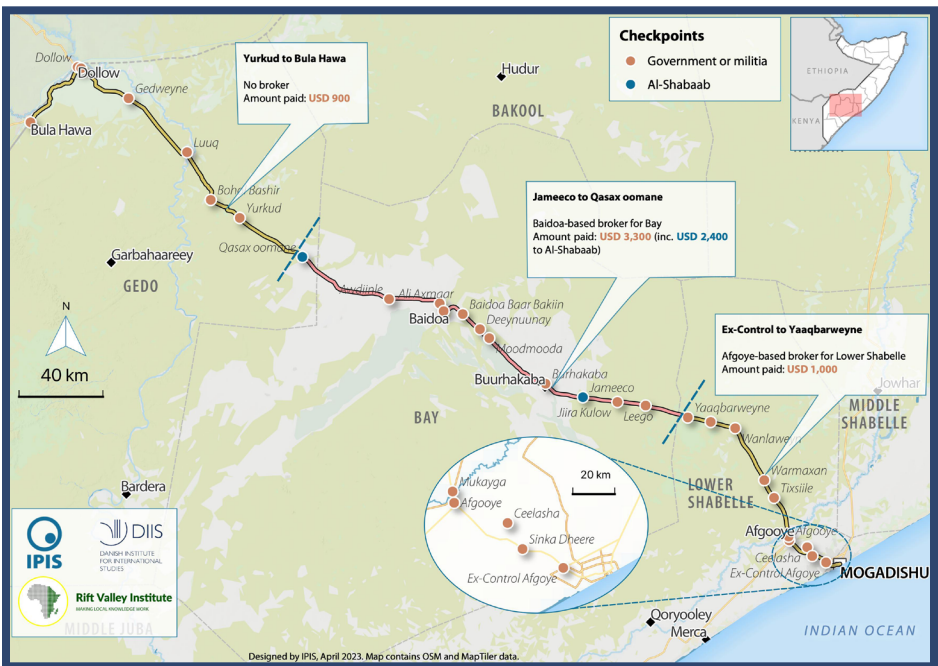 Checkpoints
Government or militia
Al-Shabaab
ETHIOPIA
KENYA
Yurkud to Bula Hawa
No broker
Amount paid: USD 900
Jameeco to Qasax oomane
Baidoa-based broker for Bay
Amount paid: USD 3,300 (inc. USD 2,400
to Al-Shabaab)
Ex-Control to Yaaqbarweyne
Afgoye-based broker for Lower Shabelle
Amount paid: USD 1,000
Dollow
Dollow
Gedweyne
Bula Hawa
Luuq
Bohol Bashir
Yurkud
Qasax oomane
Hudur
BAKOOL
Garbahaareey
GEDO
N
40 km
Awdiinle
Ali Axmaar
Baidoa
Baidoa Baar Bakiin
Deeynuunay
Moodmooda
Buurhakaba
Burhakaba
Jameeco
Jiira Kulow
Leego
BAY
Yaaqbarweyne
Wanlawe
Jowhar
MIDDLE
SHABELLE
LOWER
SHABELLE
Warmaxan
Tixsiile
Bardera
Afgooye
Afgooye
Ceelasha
Ex-Control Afgoye
MOGADISHU
20 km
Mukayga
Afgooye
Ceelasha
Sinka Dheere
Ex-Control Afgoye
Qoryooley
Merca
INDIAN OCEAN
IPIS
DIIS
DANISH INSTITUTE
FOR INTERNATIONAL
STUDIES
Rift Valley Institute
MAKING LOCAL KNOWLEDGE WORK
MIDDLE JUBA
Designed by IPIS, April 2023. Map contains OSM and MapTiler data.